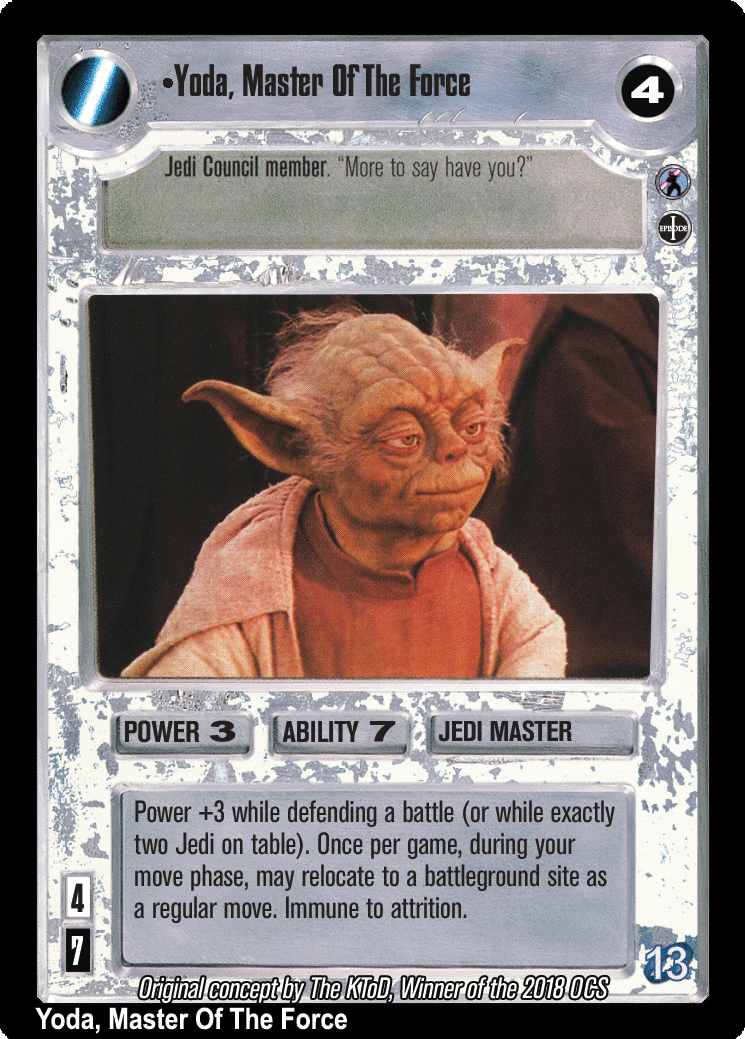 •Yoda, Master Of The Force
4
Jedi Council member. “More to say have you?”
EPISODE I
POWER 3
ABILITY 7
JEDI MASTER
Power +3 while defending a battle (or while exactly
two Jedi on table). Once per game, during your
move phase, may relocate to a battleground site as
a regular move. Immune to attrition.
4
7
13
Original concept by The KToD, Winner of the 2018 OCS
Yoda, Master Of The Force